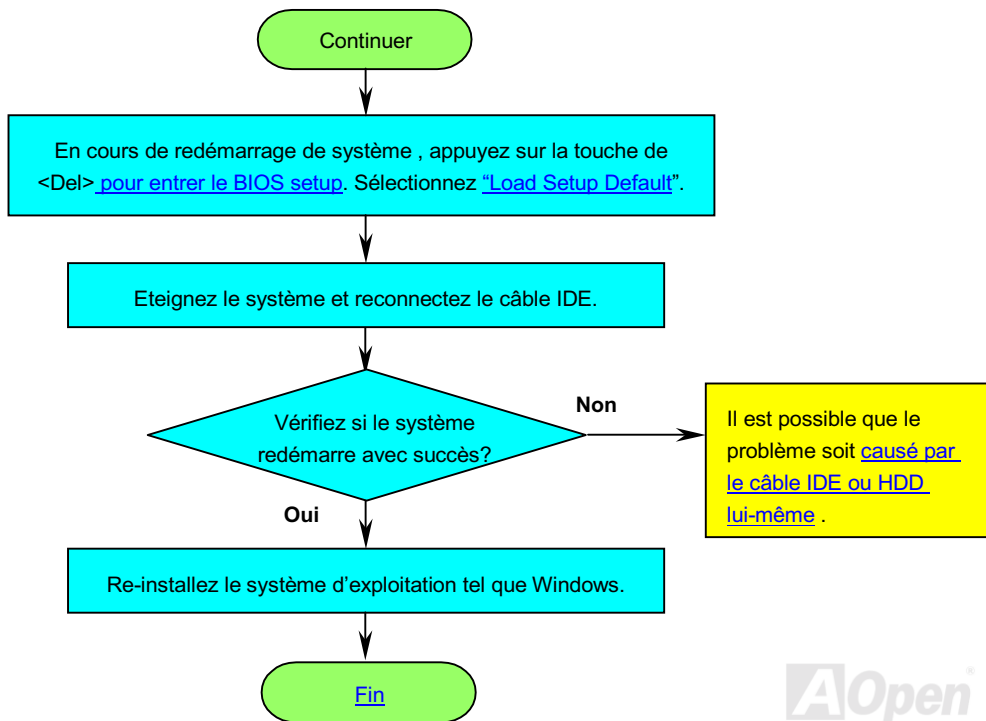 Continuer
En cours de redémarrage de système , appuyez sur la touche de
<Del> pour entrer le BIOS setup. Sélectionnez “Load Setup Default”.
Eteignez le système et reconnectez le câble IDE.
Vérifiez si le système
redémarre avec succès?
Non
Il est possible que le
problème soit causé par
le câble IDE ou HDD
lui-même .
Oui
Re-installez le système d’exploitation tel que Windows.
Fin
AOpen®